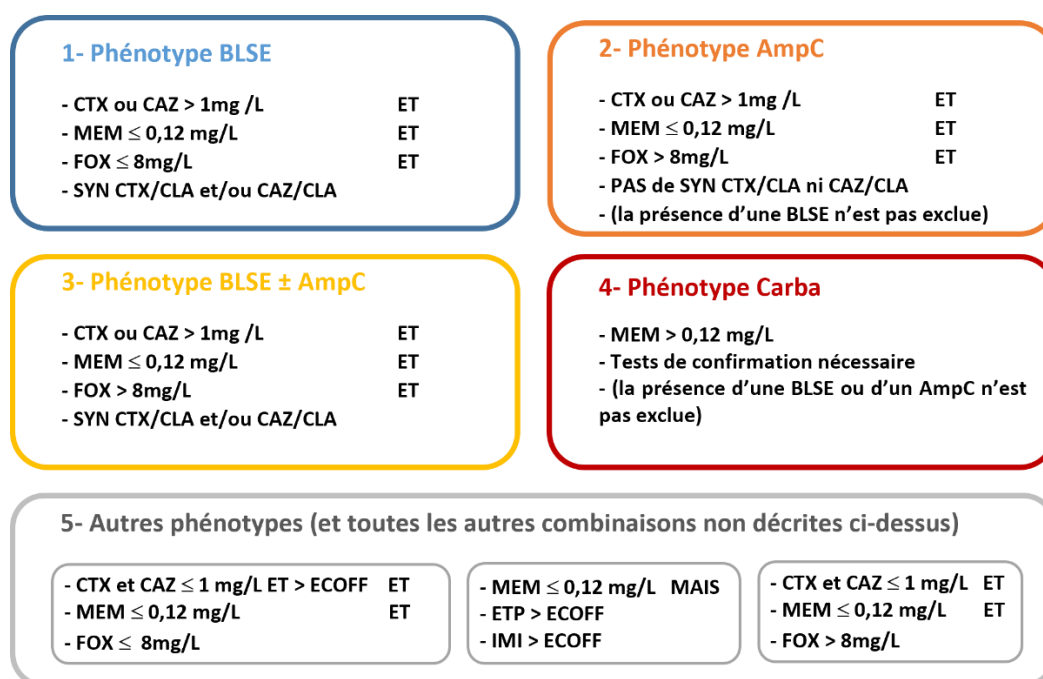 1- Phénotype BLSE
- CTX ou CAZ > 1mg /L ET
- MEM ≤ 0,12 mg/L ET
- FOX ≤ 8mg/L ET
- SYN CTX/CLA et/ou CAZ/CLA
2- Phénotype AmpC
- CTX ou CAZ > 1mg /L ET
- MEM ≤ 0,12 mg/L ET
- FOX > 8mg/L ET
- PAS de SYN CTX/CLA ni CAZ/CLA
- (la présence d'une BLSE n'est pas exclue)
3- Phénotype BLSE ± AmpC
- CTX ou CAZ > 1mg /L ET
- MEM ≤ 0,12 mg/L ET
- FOX > 8mg/L ET
- SYN CTX/CLA et/ou CAZ/CLA
4- Phénotype Carba
- MEM > 0,12 mg/L
- Tests de confirmation nécessaire
- (la présence d'une BLSE ou d'un AmpC n'est
pas exclue)
5- Autres phénotypes (et toutes les autres combinaisons non décrites ci-dessus)
- CTX et CAZ ≤ 1 mg/L ET > ECOFF ET
- MEM ≤ 0,12 mg/L ET
- FOX ≤ 8mg/L
- MEM ≤ 0,12 mg/L MAIS
- ETP > ECOFF
- IMI > ECOFF
- CTX et CAZ ≤ 1 mg/L ET
- MEM ≤ 0,12 mg/L ET
- FOX > 8mg/L